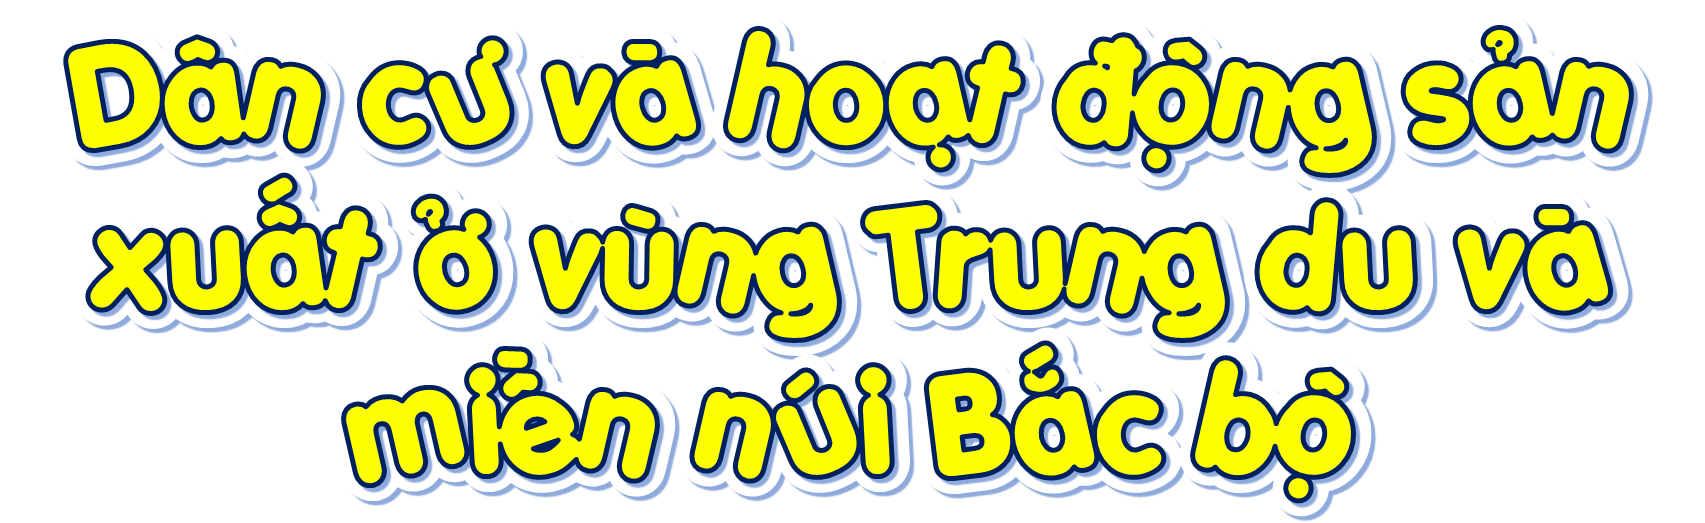 Dân cư và hoạt động sản
xuất ở vùng Trung du và
miền núi Bắc bộ